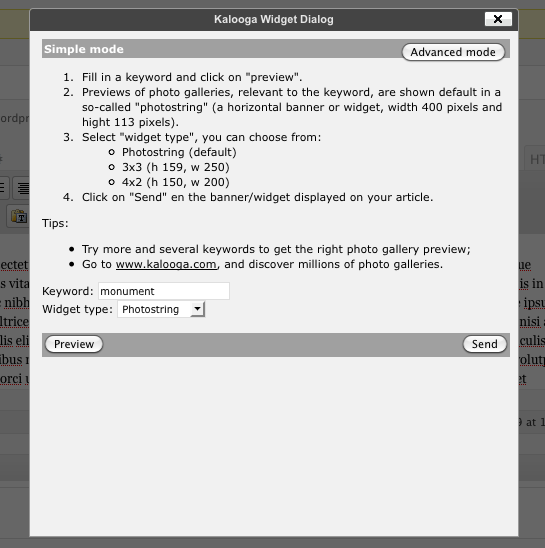 Kalooga Widget Dialog
Simple mode
Advanced mode
1. Fill in a keyword and click on "preview".
2. Previews of photo galleries, relevant to the keyword, are shown default in a
so-called "photostring" (a horizontal banner or widget, width 400 pixels and
hight 113 pixels).
3. Select "widget type", you can choose from:
Photostring (default)
3x3 (h 159, w 250)
4x2 (h 150, w 200)
4. Click on "Send" en the banner/widget displayed on your article.
Tips:
Try more and several keywords to get the right photo gallery preview;
Go to www.kalooga.com, and discover millions of photo galleries.
Keyword: monument
Widget type: Photostring
Preview
Send